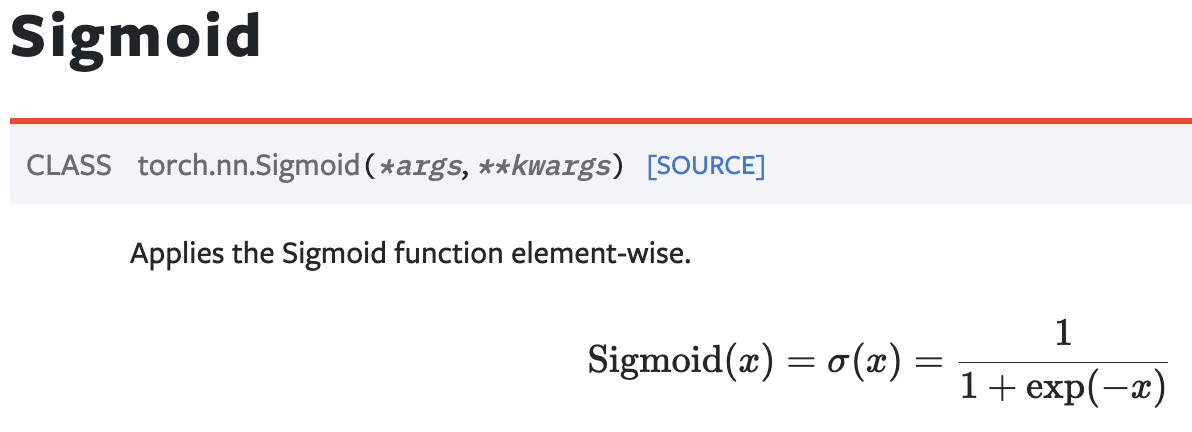 Sigmoid
CLASS torch.nn.Sigmoid(*args, **kwargs) [SOURCE]
Applies the Sigmoid function element-wise.
Sigmoid(x) = σ(x) = 1 / (1 + exp(−x))